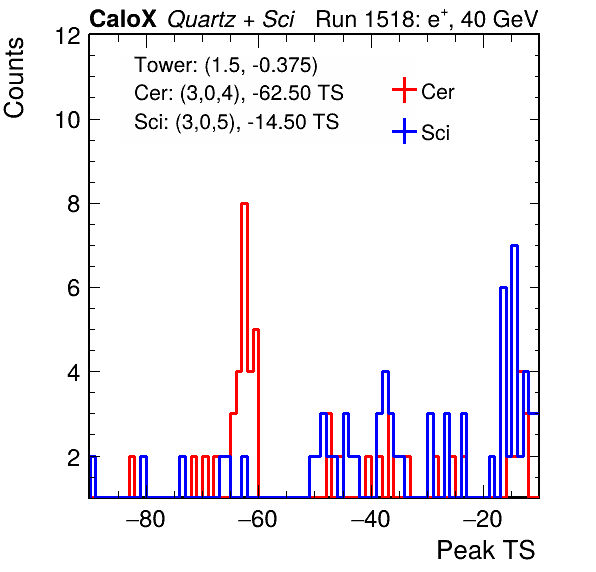 CaloX Quartz + Sci Run 1518: e⁺, 40 GeV
Counts
12
10
8
6
4
2
Tower: (1.5, -0.375)
Cer: (3,0,4), -62.50 TS
Sci: (3,0,5), -14.50 TS
Cer
Sci
−80 −60 −40 −20
Peak TS